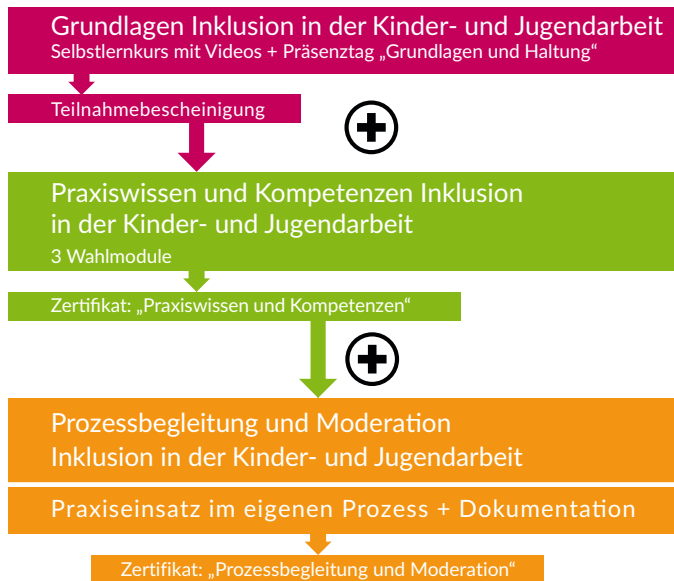 Grundlagen Inklusion in der Kinder- und Jugendarbeit
Selbstlernkurs mit Videos + Präsenztag „Grundlagen und Haltung“
Teilnahmebescheinigung
Praxiswissen und Kompetenzen Inklusion
in der Kinder- und Jugendarbeit
3 Wahlmodule
Zertifikat: „Praxiswissen und Kompetenzen“
Prozessbegleitung und Moderation
Inklusion in der Kinder- und Jugendarbeit
Praxiseinsatz im eigenen Prozess + Dokumentation
Zertifikat: „Prozessbegleitung und Moderation“